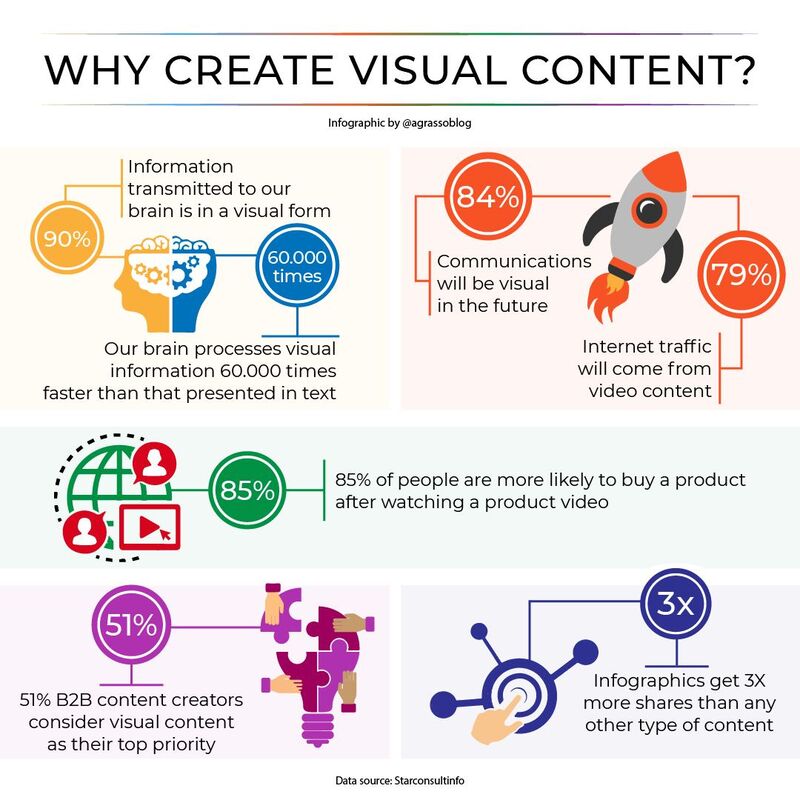 WHY CREATE VISUAL CONTENT?
Infographic by @agrassoblog
Information
transmitted to our
brain is in a visual form
90%
60.000
times
Our brain processes visual
information 60.000 times
faster than that presented in text
84%
Communications
will be visual
in the future
79%
Internet traffic
will come from
video content
85%
85% of people are more likely to buy a product
after watching a product video
51%
51% B2B content creators
consider visual content
as their top priority
3x
Infographics get 3X
more shares than any
other type of content
Data source: Starconsultinfo